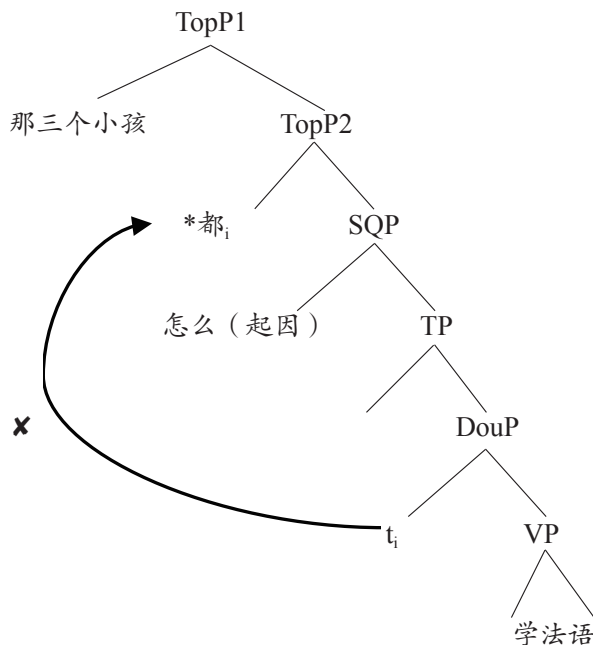 TopP1
那三个小孩 TopP2
*都i SQP
怎么（起因） TP
✘ DouP
ti VP
学法语